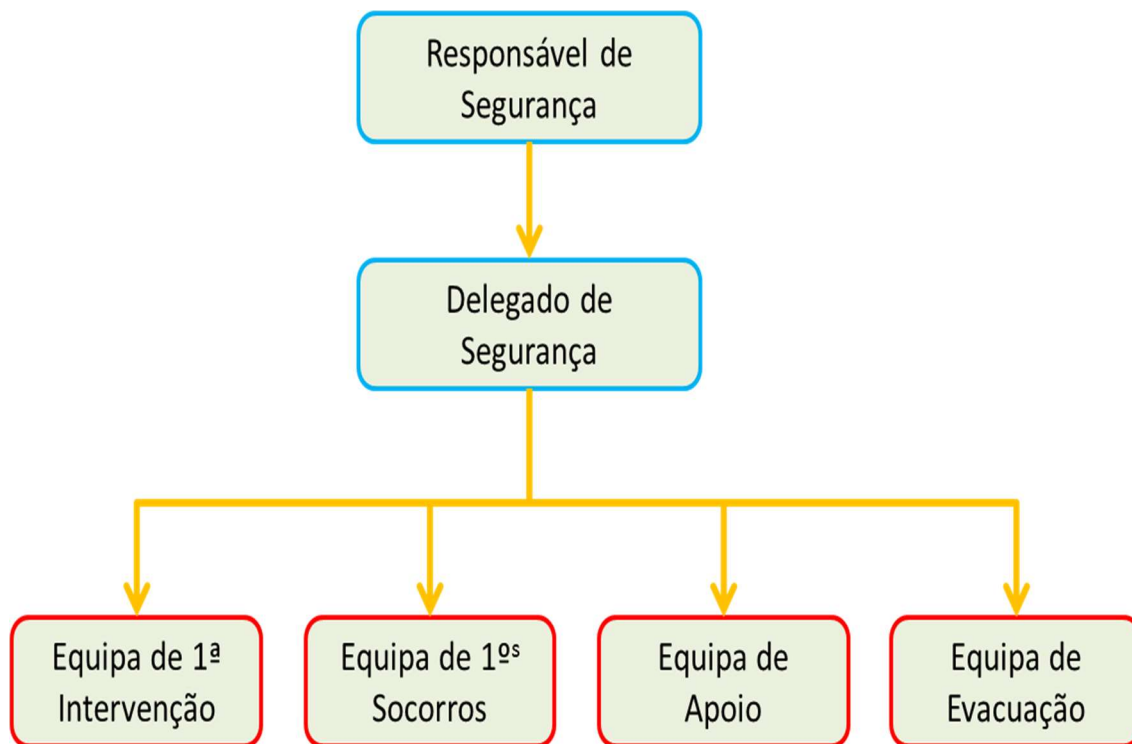 Responsável de
Segurança
Delegado de
Segurança
Equipa de 1ª
Intervenção
Equipa de 1ºˢ
Socorros
Equipa de
Apoio
Equipa de
Evacuação